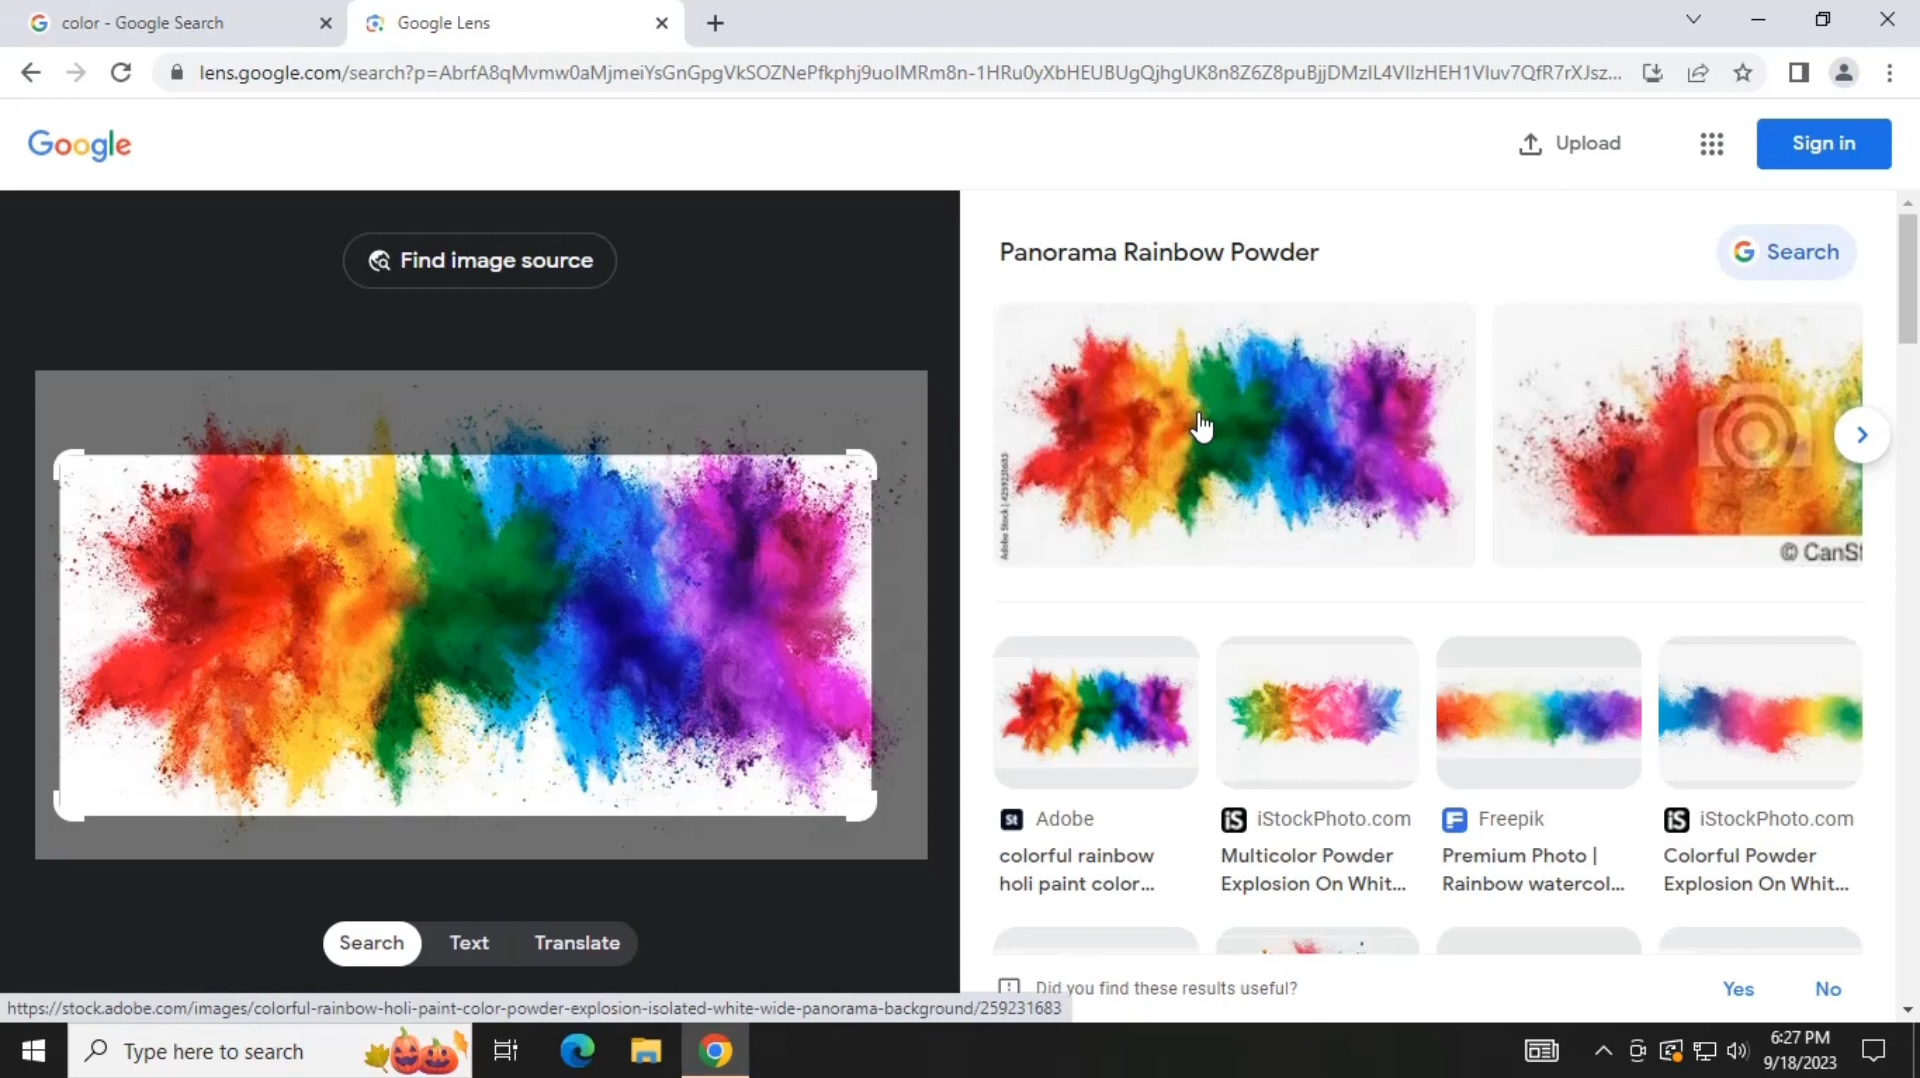 color - Google Search
Google Lens
lens.google.com/search?p=AbrfA8qMvmw0aMjmeiYsGnGpgVkSOZNePfkphj9uoIMRm8n-1HRu0yXbHEUBUgQjhgUK8n8Z6Z8puBjjDMzIL4VIIzHEH1VIuv7QfR7rXJsz...
Google
Upload
Sign in
Find image source
Panorama Rainbow Powder
Search
Adobe Stock | #259231683
© CanSt
Adobe
iStockPhoto.com
Freepik
iStockPhoto.com
colorful rainbow
holi paint color...
Multicolor Powder
Explosion On Whit...
Premium Photo |
Rainbow watercol...
Colorful Powder
Explosion On Whit...
Search
Text
Translate
Did you find these results useful?
Yes
No
https://stock.adobe.com/images/colorful-rainbow-holi-paint-color-powder-explosion-isolated-white-wide-panorama-background/259231683
Type here to search
6:27 PM
9/18/2023